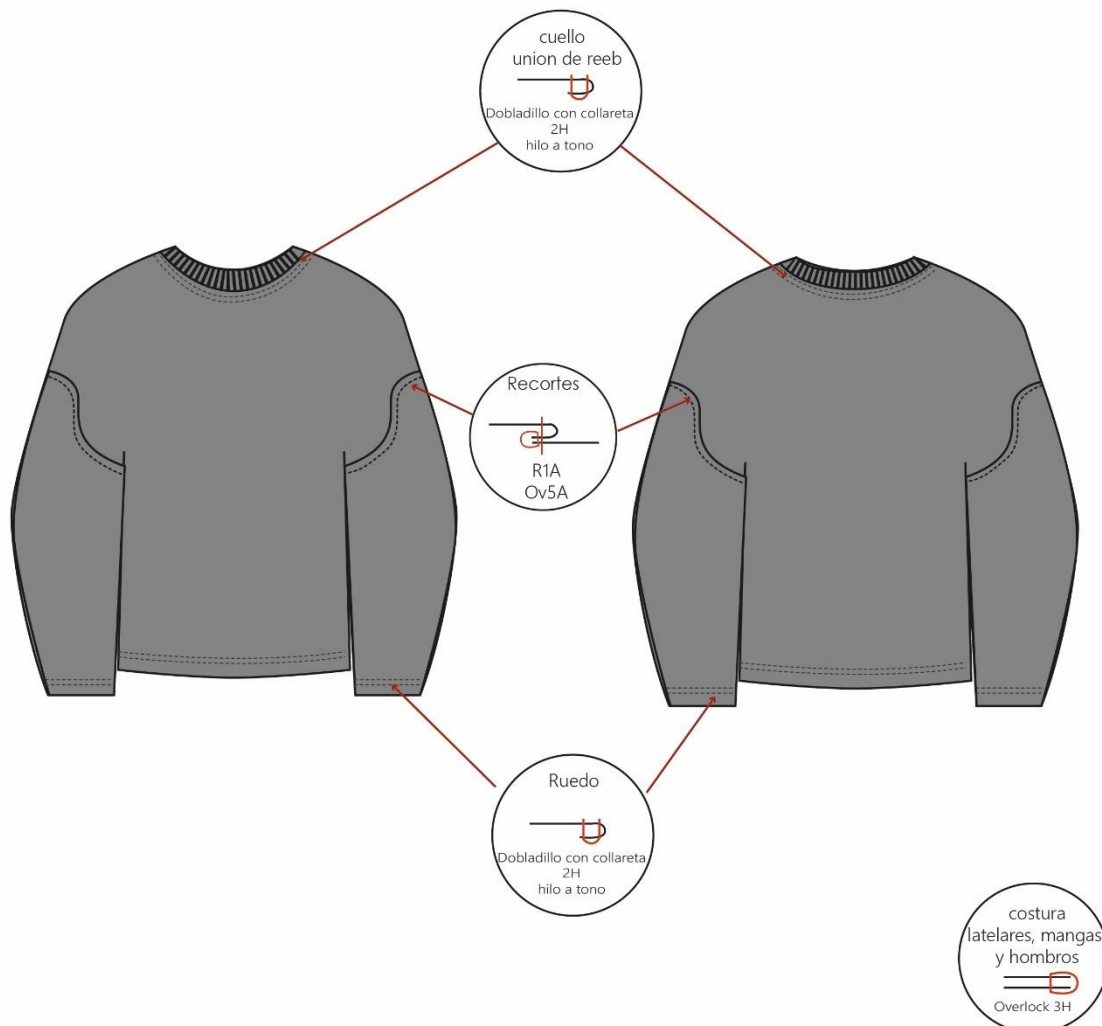 cuello
union de reeb
Dobladillo con collareta
2H
hilo a tono
Recortes
R1A
Ov5A
Ruedo
Dobladillo con collareta
2H
hilo a tono
costura
latelares, mangas
y hombros
Overlock 3H